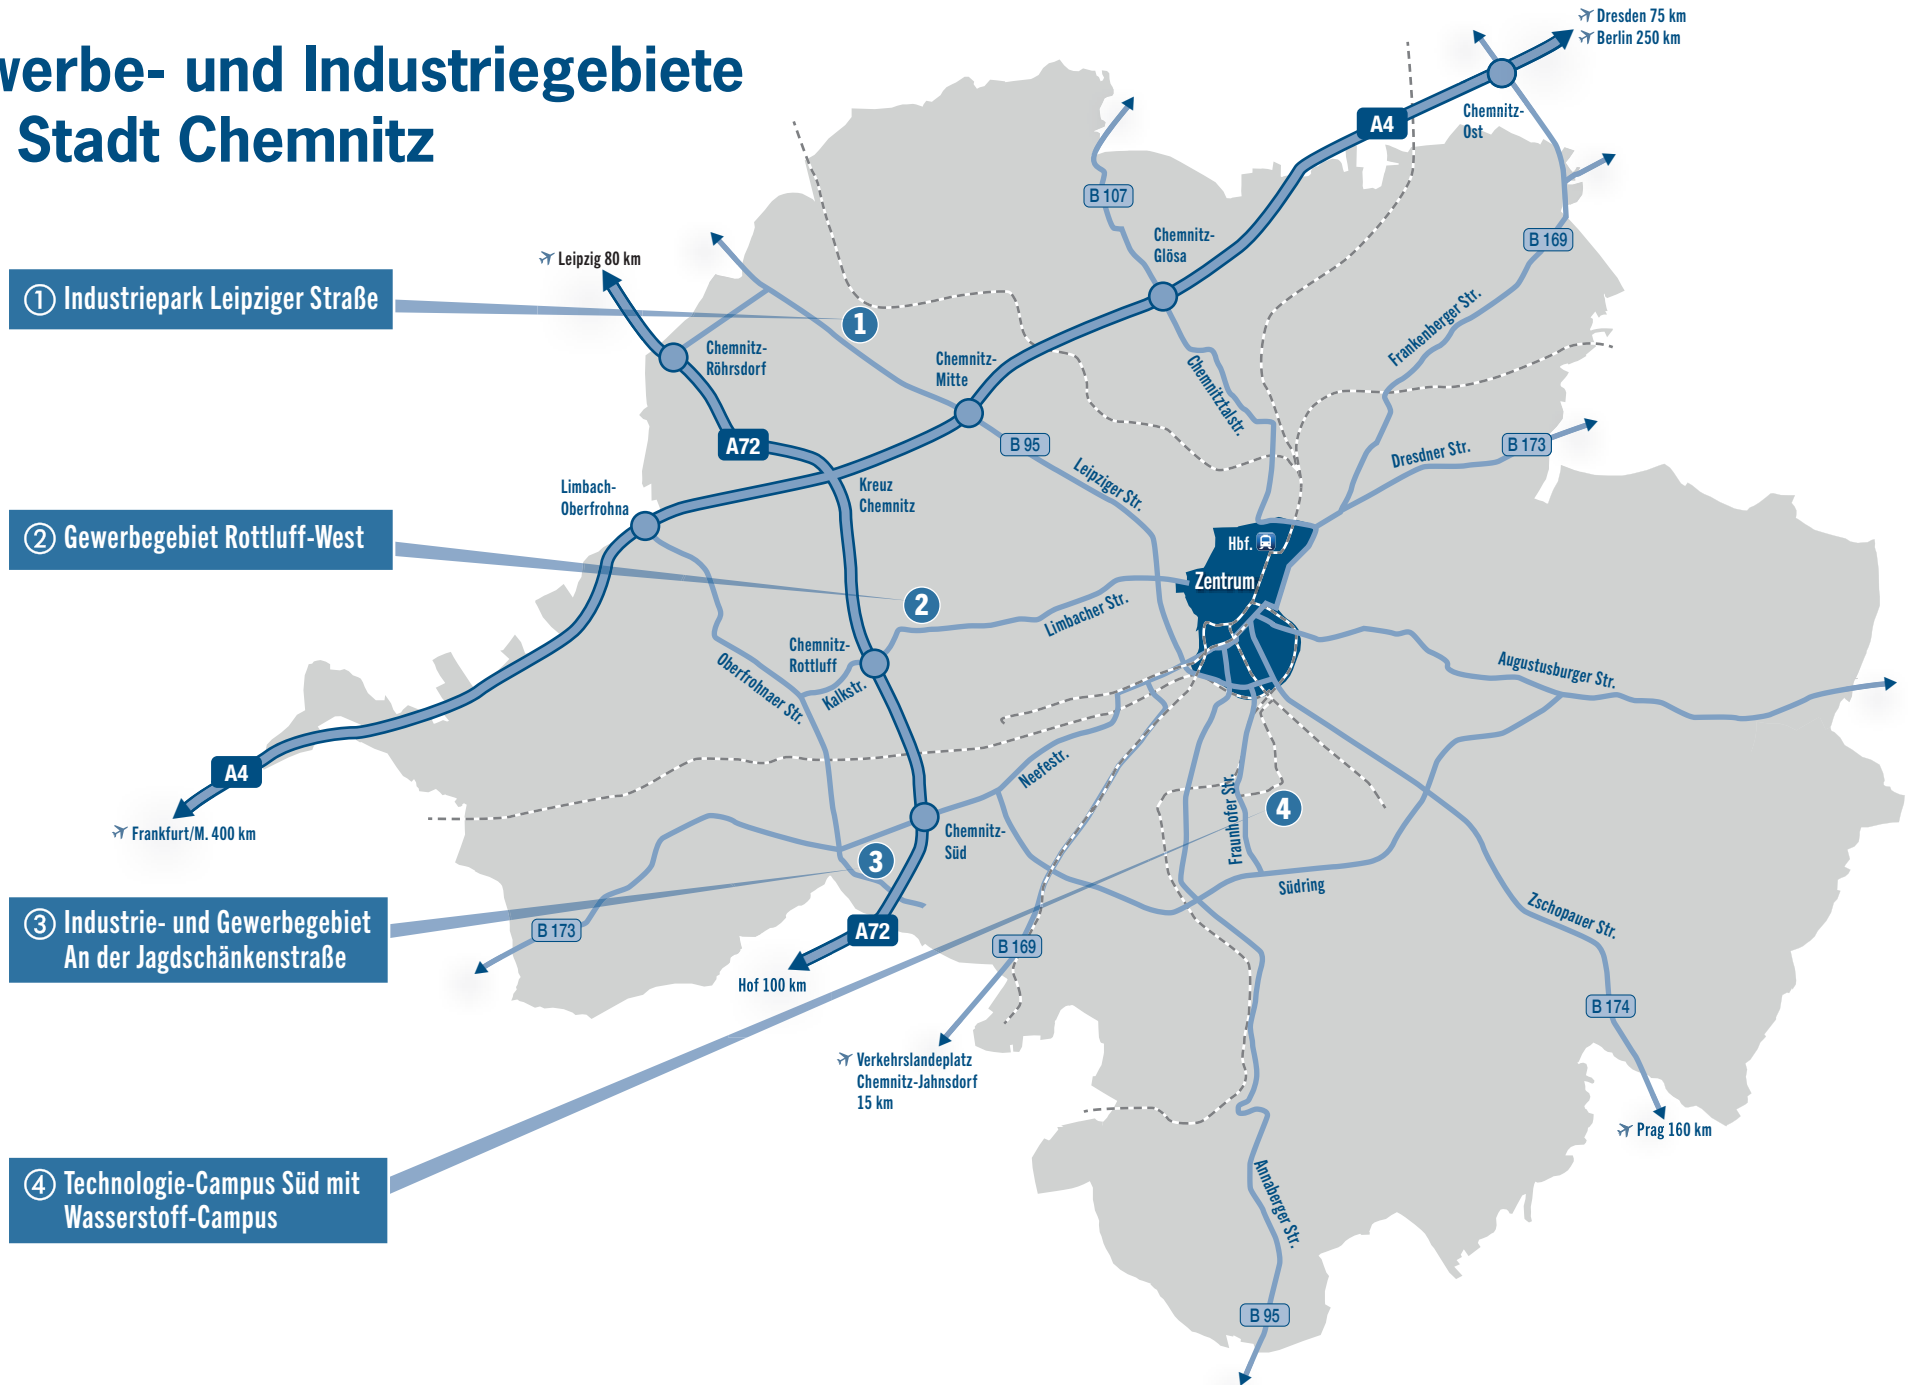 werbe- und Industriegebiete
Stadt Chemnitz
Dresden 75 km
Berlin 250 km
Chemnitz-
Ost
A4
B 107
B 169
Chemnitz-
Glösa
Leipzig 80 km
① Industriepark Leipziger Straße
1
Chemnitz-
Röhrsdorf
Chemnitz-
Mitte
Chemnitztalstr.
Frankenberger Str.
A72
B 95
Leipziger Str.
Dresdner Str.
B 173
Limbach-
Oberfrohna
Kreuz
Chemnitz
② Gewerbegebiet Rottluff-West
2
Hbf.
Zentrum
Limbacher Str.
Chemnitz-
Rottluff
Kalkstr.
Oberfrohnaer Str.
Augustusburger Str.
A4
Frankfurt/M. 400 km
Neefestr.
Fraunhofer Str.
4
Chemnitz-
Süd
3
Südring
③ Industrie- und Gewerbegebiet
An der Jagdschänkenstraße
B 173
A72
Hof 100 km
B 169
Zschopauer Str.
B 174
Verkehrslandeplatz
Chemnitz-Jahnsdorf
15 km
Prag 160 km
④ Technologie-Campus Süd mit
Wasserstoff-Campus
Annaberger Str.
B 95